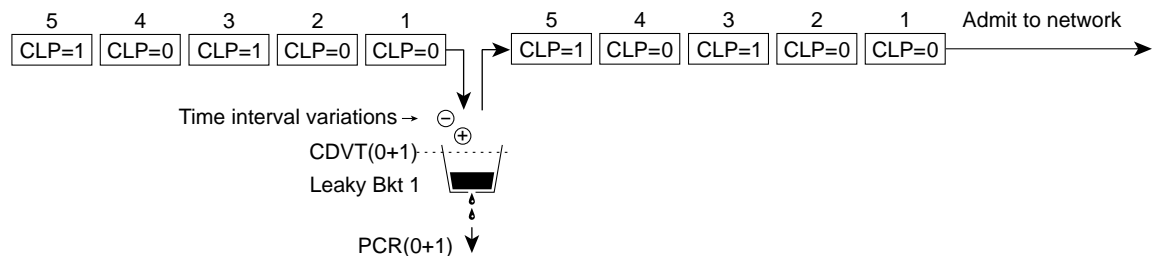 5 4 3 2 1 5 4 3 2 1 Admit to network
CLP=1 CLP=0 CLP=1 CLP=0 CLP=0 CLP=1 CLP=0 CLP=1 CLP=0 CLP=0
Time interval variations → −
+
CDVT(0+1)
Leaky Bkt 1
PCR(0+1)